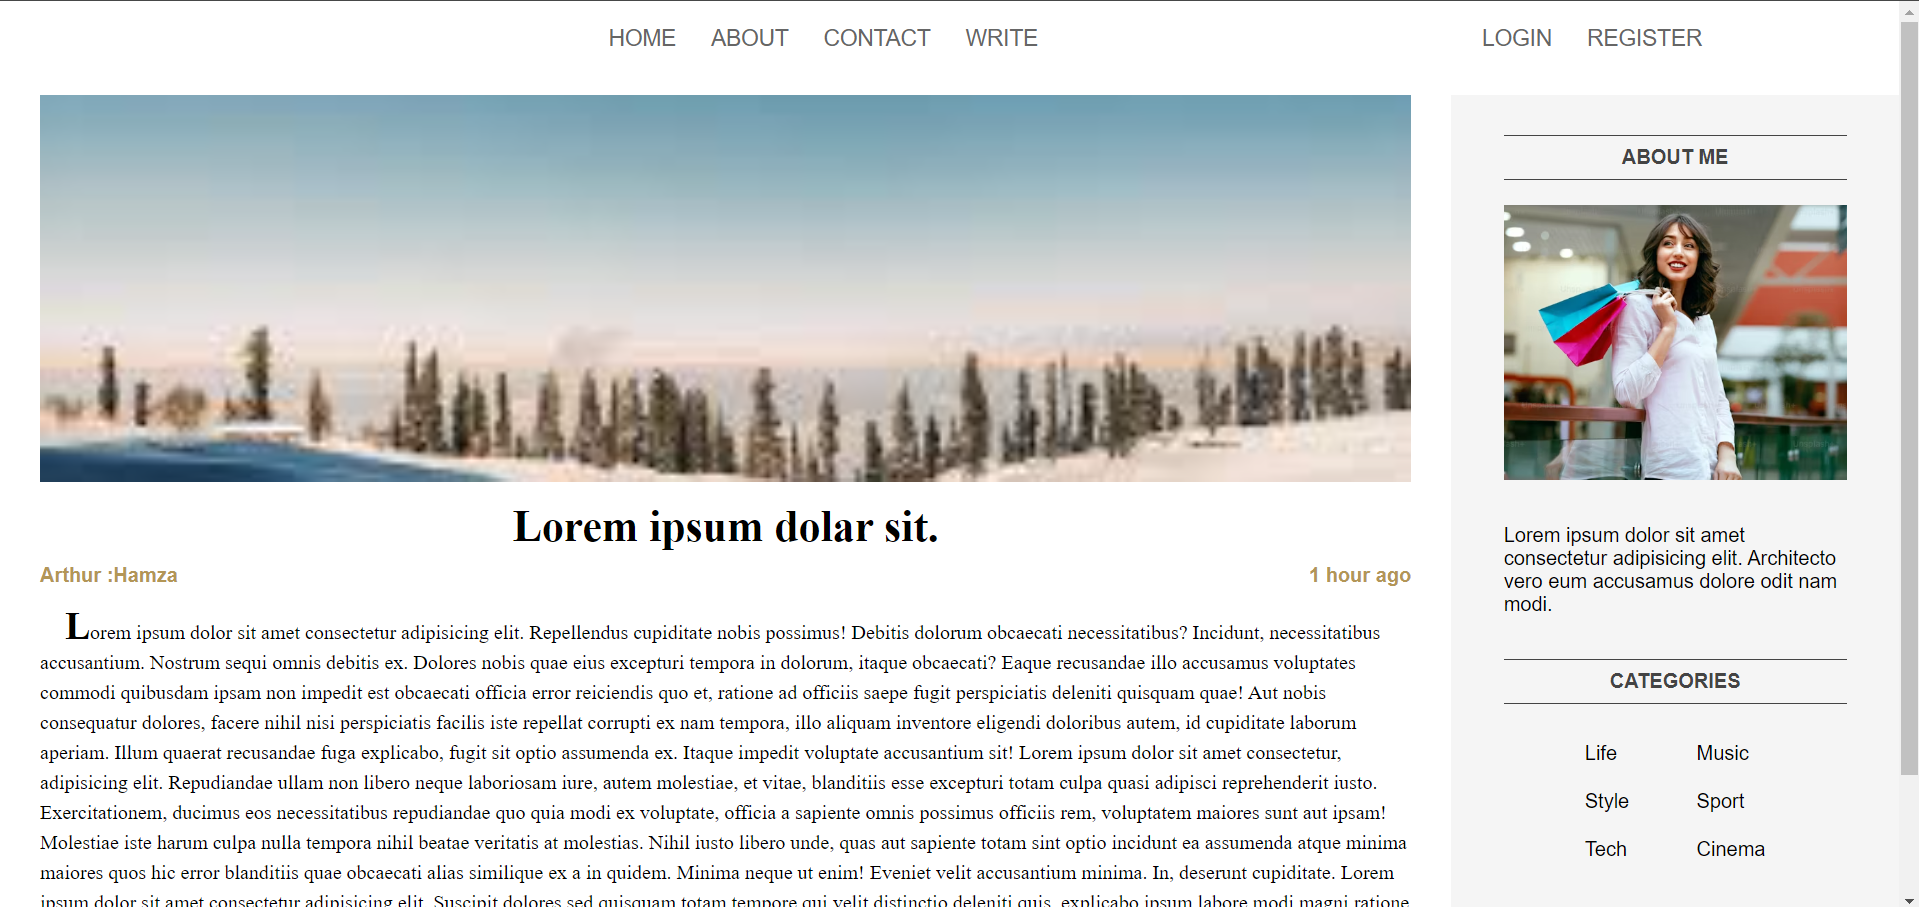 HOME ABOUT CONTACT WRITE LOGIN REGISTER
Lorem ipsum dolar sit.
Arthur :Hamza 1 hour ago
Lorem ipsum dolor sit amet consectetur adipisicing elit. Repellendus cupiditate nobis possimus! Debitis dolorum obcaecati necessitatibus? Incidunt, necessitatibus
accusantium. Nostrum sequi omnis debitis ex. Dolores nobis quae eius excepturi tempora in dolorum, itaque obcaecati? Eaque recusandae illo accusamus voluptates
commodi quibusdam ipsam non impedit est obcaecati officia error reiciendis quo et, ratione ad officiis saepe fugit perspiciatis deleniti quisquam quae! Aut nobis
consequatur dolores, facere nihil nisi perspiciatis facilis iste repellat corrupti ex nam tempora, illo aliquam inventore eligendi doloribus autem, id cupiditate laborum
aperiam. Illum quaerat recusandae fuga explicabo, fugit sit optio assumenda ex. Itaque impedit voluptate accusantium sit! Lorem ipsum dolor sit amet consectetur,
adipisicing elit. Repudiandae ullam non libero neque laboriosam iure, autem molestiae, et vitae, blanditiis esse excepturi totam culpa quasi adipisci reprehenderit iusto.
Exercitationem, ducimus eos necessitatibus repudiandae quo quia modi ex voluptate, officia a sapiente omnis possimus officiis rem, voluptatem maiores sunt aut ipsam!
Molestiae iste harum culpa nulla tempora nihil beatae veritatis at molestias. Nihil iusto libero unde, quas aut sapiente totam sint optio incidunt ea assumenda atque minima
maiores quos hic error blanditiis quae obcaecati alias similique ex a in quidem. Minima neque ut enim! Eveniet velit accusantium minima. In, deserunt cupiditate. Lorem
ipsum dolor sit amet consectetur adipisicing elit. Suscipit dolores sed quisquam totam tempore qui velit distinctio deleniti quis, explicabo ipsum labore modi magni ratione
ABOUT ME
Lorem ipsum dolor sit amet
consectetur adipisicing elit. Architecto
vero eum accusamus dolore odit nam
modi.
CATEGORIES
Life Music
Style Sport
Tech Cinema